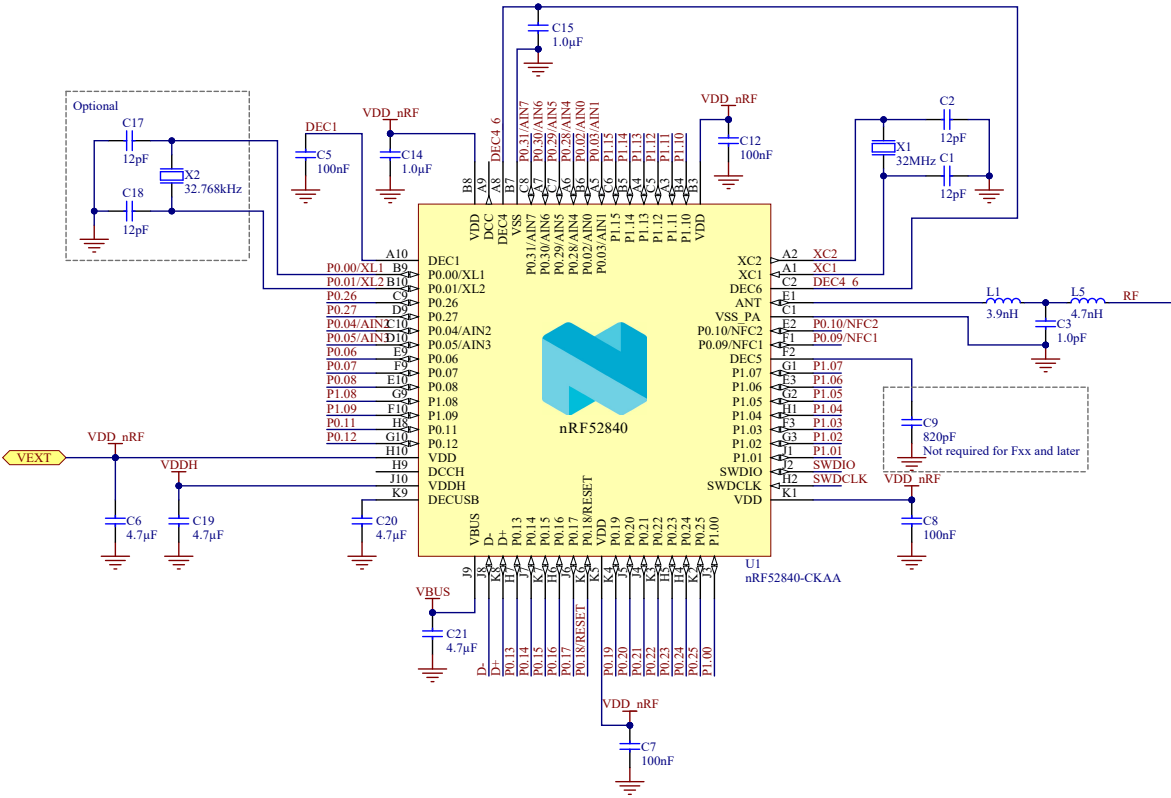 C15
1.0µF
Optional
C17
12pF
X2
32.768kHz
C18
12pF
DEC1
C5
100nF
VDD_nRF
C14
1.0µF
DEC4_6
P0.31/AIN7
P0.30/AIN6
P0.29/AIN5
P0.28/AIN4
P0.02/AIN0
P0.03/AIN1
P1.15
P1.14
P1.13
P1.12
P1.11
P1.10
VDD_nRF
C12
100nF
C2
12pF
X1
32MHz
C1
12pF
B8
A9
A8
B7
C8
A7
C7
A6
B6
A5
C6
B5
A4
C5
A3
B4
B3
VDD
DCC
DEC4
VSS
P0.31/AIN7
P0.30/AIN6
P0.29/AIN5
P0.28/AIN4
P0.02/AIN0
P0.03/AIN1
P1.15
P1.14
P1.13
P1.12
P1.11
P1.10
VDD
A10 DEC1
P0.00/XL1 B9 P0.00/XL1
P0.01/XL2 B10 P0.01/XL2
P0.26 C9 P0.26
P0.27 D9 P0.27
P0.04/AIN2 C10 P0.04/AIN2
P0.05/AIN3 D10 P0.05/AIN3
P0.06 E9 P0.06
P0.07 F9 P0.07
P0.08 E10 P0.08
P1.08 G9 P1.08
P1.09 F10 P1.09
P0.11 H8 P0.11
P0.12 G10 P0.12
H10 VDD
H9 DCCH
J10 VDDH
K9 DECUSB
XC2 A2 XC2
XC1 A1 XC1
DEC6 C2 DEC4_6
ANT E1
VSS_PA C1
P0.10/NFC2 E2 P0.10/NFC2
P0.09/NFC1 F1 P0.09/NFC1
DEC5 F2
P1.07 G1 P1.07
P1.06 E3 P1.06
P1.05 G2 P1.05
P1.04 H1 P1.04
P1.03 F3 P1.03
P1.02 G3 P1.02
P1.01 J1 P1.01
SWDIO J2 SWDIO
SWDCLK H2 SWDCLK
VDD K1
L1
3.9nH
L5
4.7nH
RF
C3
1.0pF
C9
820pF
Not required for Fxx and later
VDD_nRF
C8
100nF
nRF52840
VEXT
VDD_nRF
VDDH
C6
4.7µF
C19
4.7µF
C20
4.7µF
VBUS
D-
D+
P0.13
P0.14
P0.15
P0.16
P0.17
P0.18/RESET
VDD
P0.19
P0.20
P0.21
P0.22
P0.23
P0.24
P0.25
P1.00
U1
nRF52840-CKAA
J9
J8
K8
H7
J7
K7
H6
J6
K6
K5
K4
J5
J4
K3
H5
H4
K2
J3
VBUS
C21
4.7µF
D-
D+
P0.13
P0.14
P0.15
P0.16
P0.17
P0.18/RESET
P0.19
P0.20
P0.21
P0.22
P0.23
P0.24
P0.25
P1.00
VDD_nRF
C7
100nF